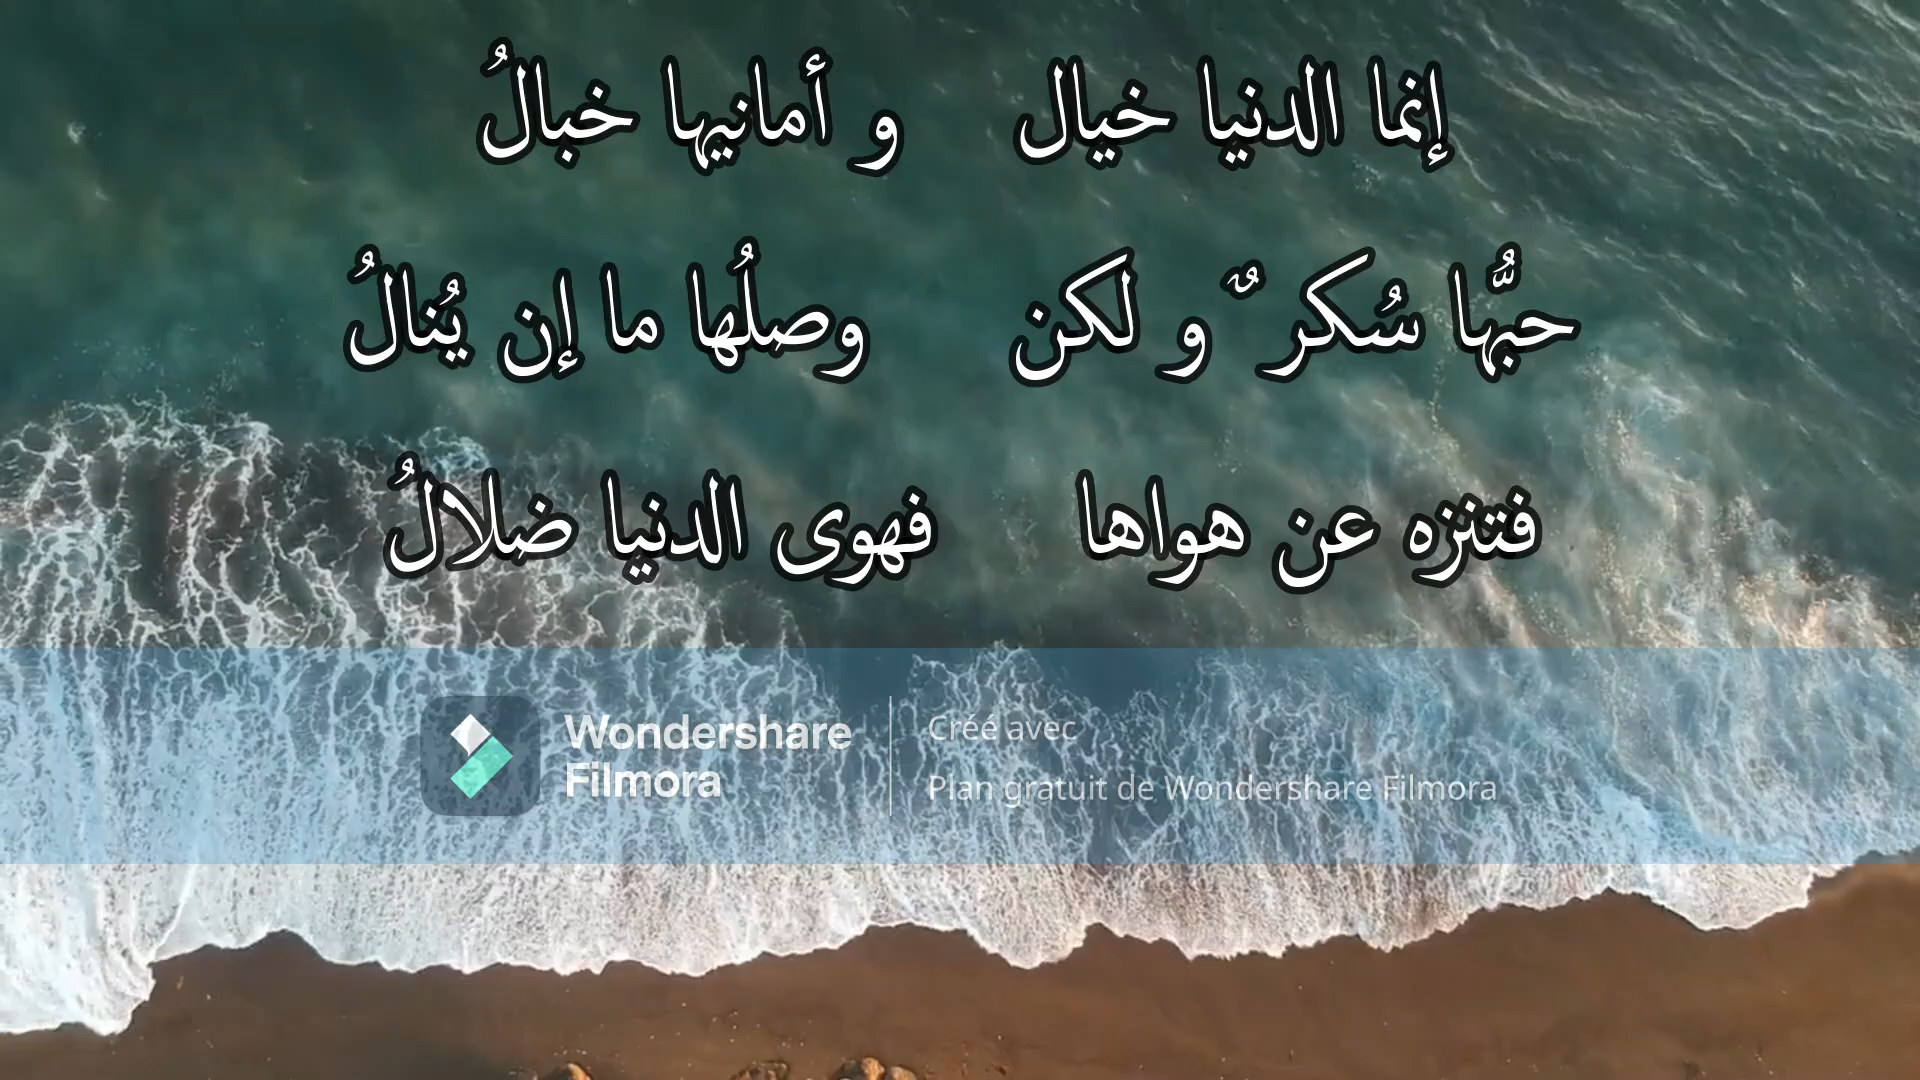 إنما الدنيا خيال و أمانيها خبالُ
حبُّها سُكر ٌ و لكن وصلُها ما إن يُنالُ
فتنزه عن هواها فهوى الدنيا ضلالُ
Wondershare Filmora
Créé avec
Plan gratuit de Wondershare Filmora